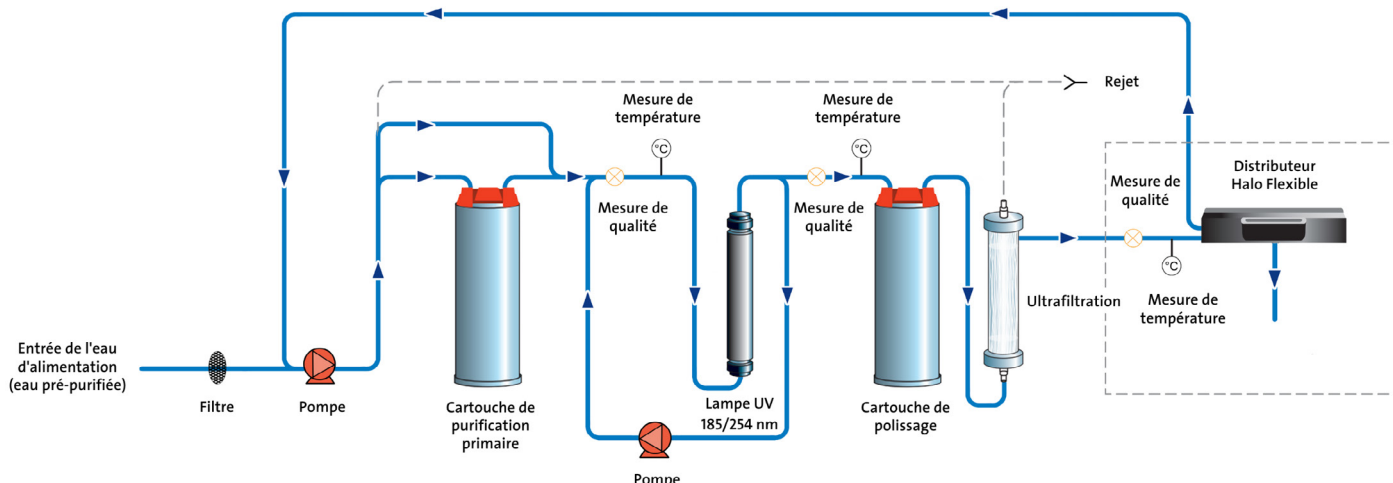 Rejet
Mesure de
température
Mesure de
température
Distributeur
Halo Flexible
Mesure de
qualité
°C
°C
Mesure de
qualité
Mesure de
qualité
°C
Ultrafiltration
Mesure de
température
Entrée de l'eau
d'alimentation
(eau pré-purifiée)
Filtre
Pompe
Cartouche de
purification
primaire
Lampe UV
185/254 nm
Cartouche de
polissage
Pompe